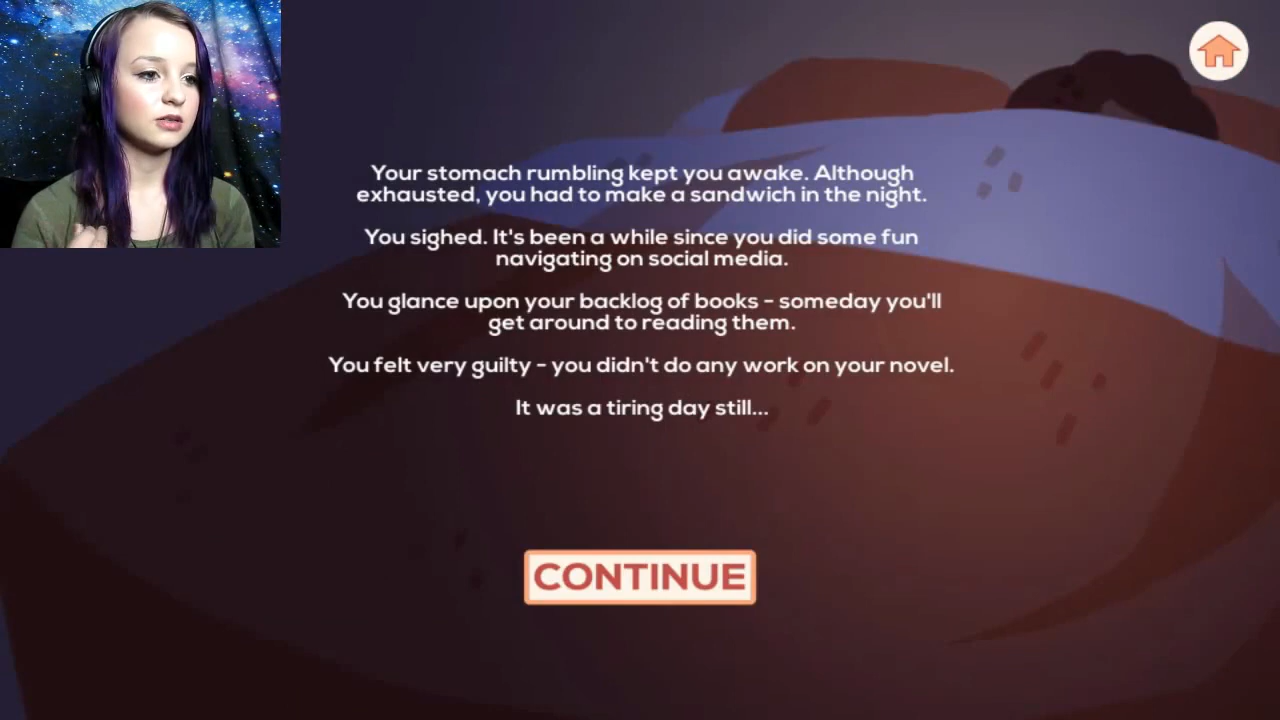 Your stomach rumbling kept you awake. Although
exhausted, you had to make a sandwich in the night.
You sighed. It's been a while since you did some fun
navigating on social media.
You glance upon your backlog of books - someday you'll
get around to reading them.
You felt very guilty - you didn't do any work on your novel.
It was a tiring day still...
CONTINUE